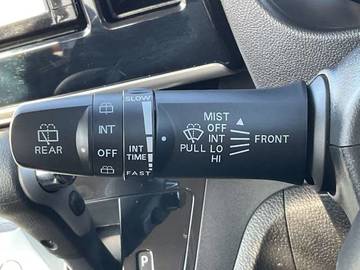 REAR
INT
OFF
SLOW
INT
TIME
FAST
MIST
OFF
INT
PULL LO
HI
FRONT
P